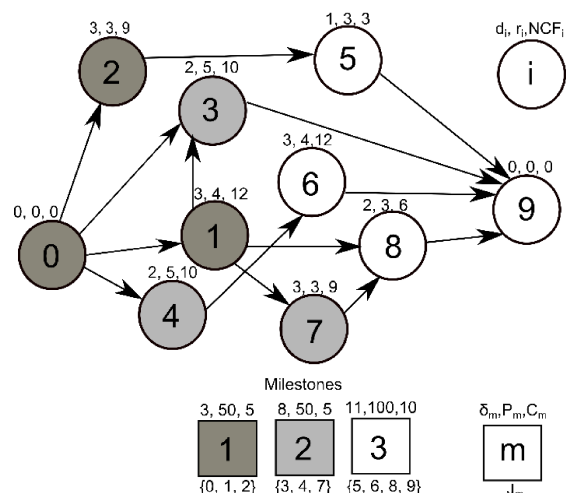 1, 3, 3
d_i, r_i, NCF_i
3, 3, 9
5
2
2, 5, 10
i
3
3, 4, 12
6
0, 0, 0
3, 4, 12
2, 3, 6
9
0, 0, 0
1
8
0
2, 5, 10
3, 3, 9
4
7
Milestones
3, 50, 5
8, 50, 5
11, 100, 10
δ_m, P_m, C_m
1
2
3
m
{0, 1, 2}
{3, 4, 7}
{5, 6, 8, 9}